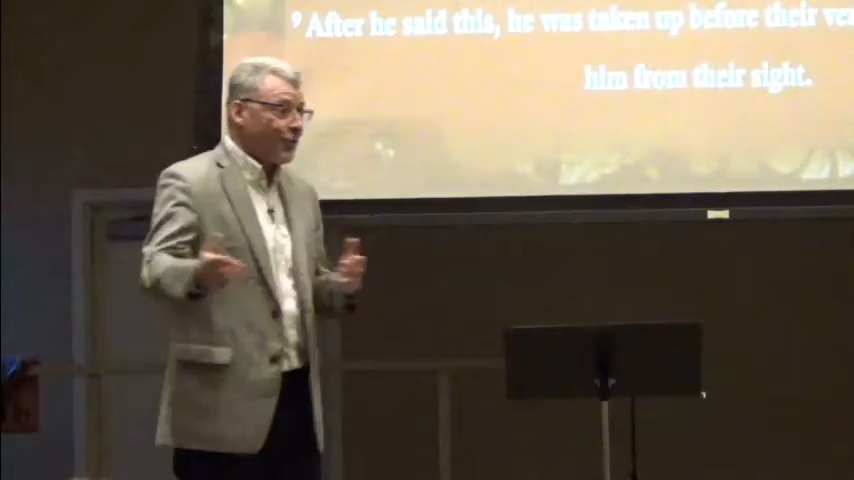 9 After he said this, he was taken up before their
him from their sight.